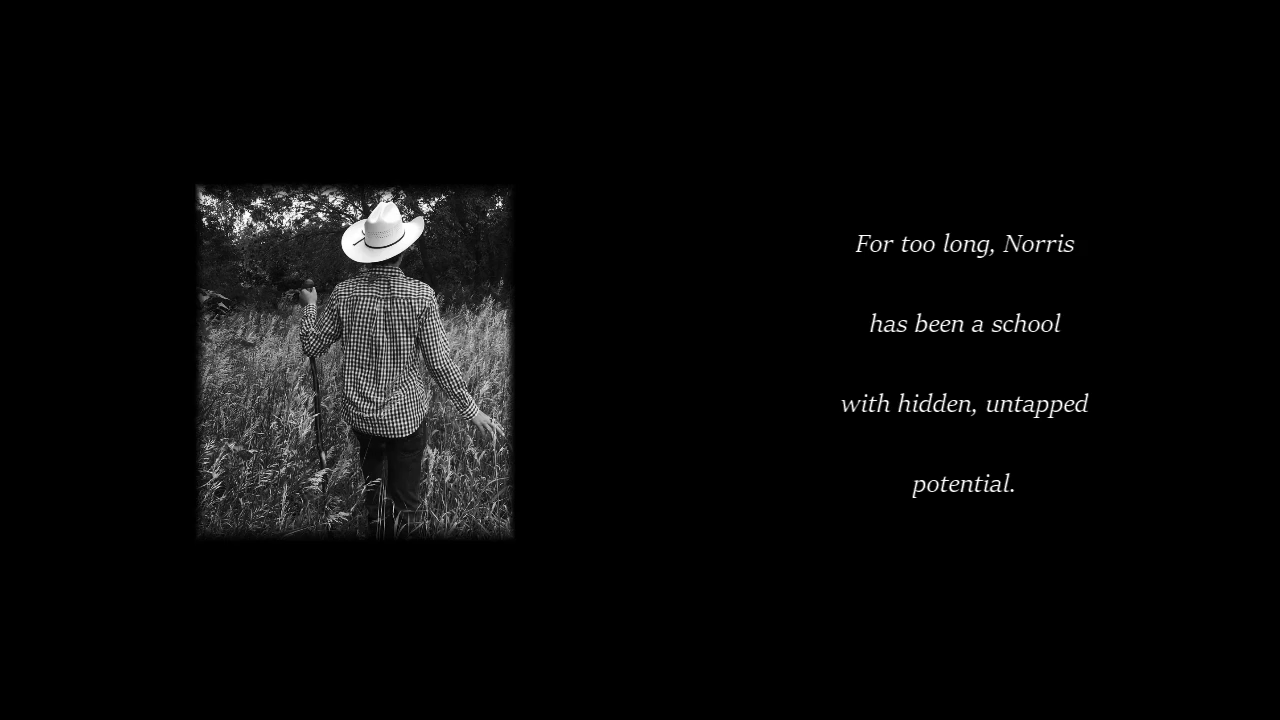 For too long, Norris
has been a school
with hidden, untapped
potential.